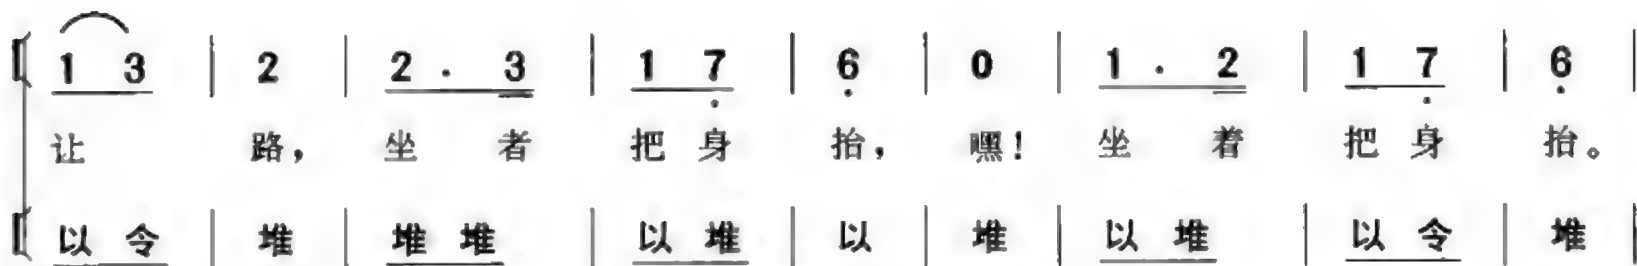 1 3 | 2 | 2 . 3 | 1 7 | 6 | 0 | 1 . 2 | 1 7 | 6 |
让 路， 坐 者 把 身 抬， 嘿！ 坐 着 把 身 抬。
以 令 | 堆 | 堆 堆 | 以 堆 | 以 | 堆 | 以 堆 | 以 令 | 堆 |